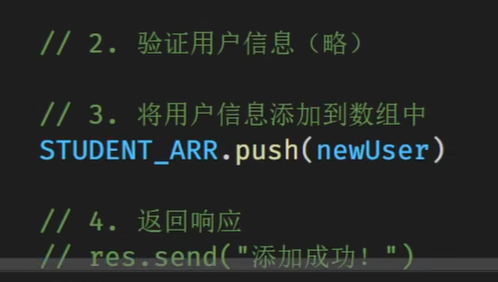 // 2. 验证用户信息（略）
// 3. 将用户信息添加到数组中
STUDENT_ARR.push(newUser)
// 4. 返回响应
// res.send("添加成功！")